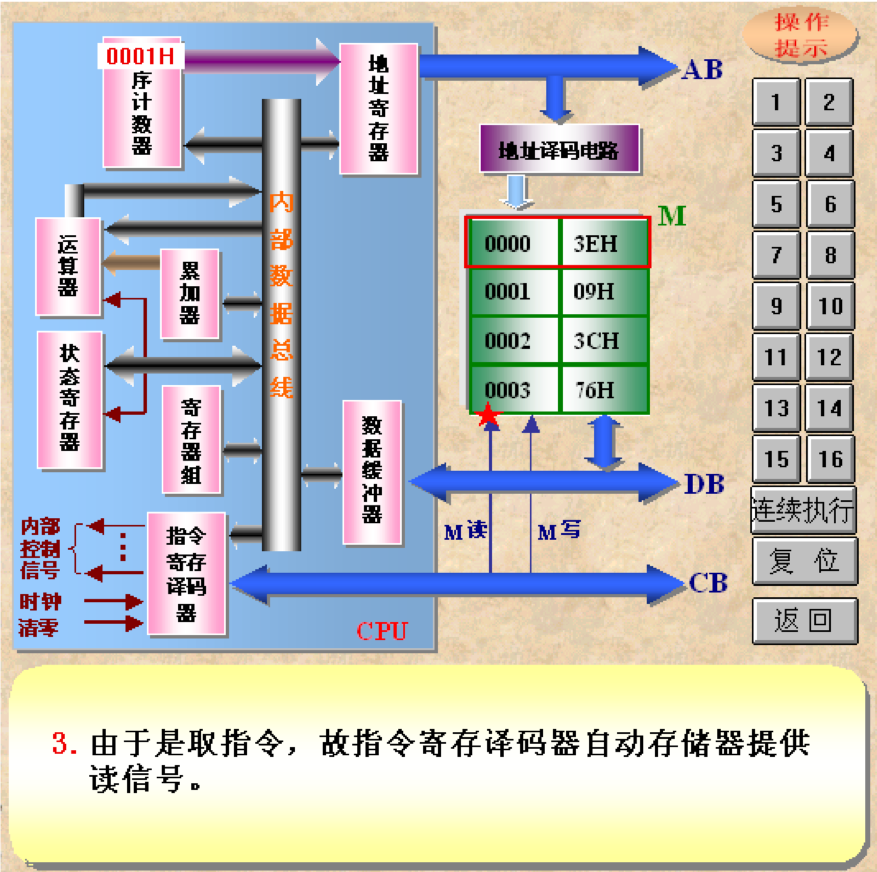 操作
提示
0001H
序计数器
地址寄存器
AB
地址译码电路
M
0000 3EH
0001 09H
0002 3CH
0003 76H
内部数据总线
运算器
累加器
状态寄存器
寄存器组
数据缓冲器
DB
M读
M写
指令
寄存
译码
器
内部
控制
信号
时钟
清零
CB
CPU
1 2
3 4
5 6
7 8
9 10
11 12
13 14
15 16
连续执行
复 位
返 回
3. 由于是取指令，故指令寄存译码器自动存储器提供
读信号。